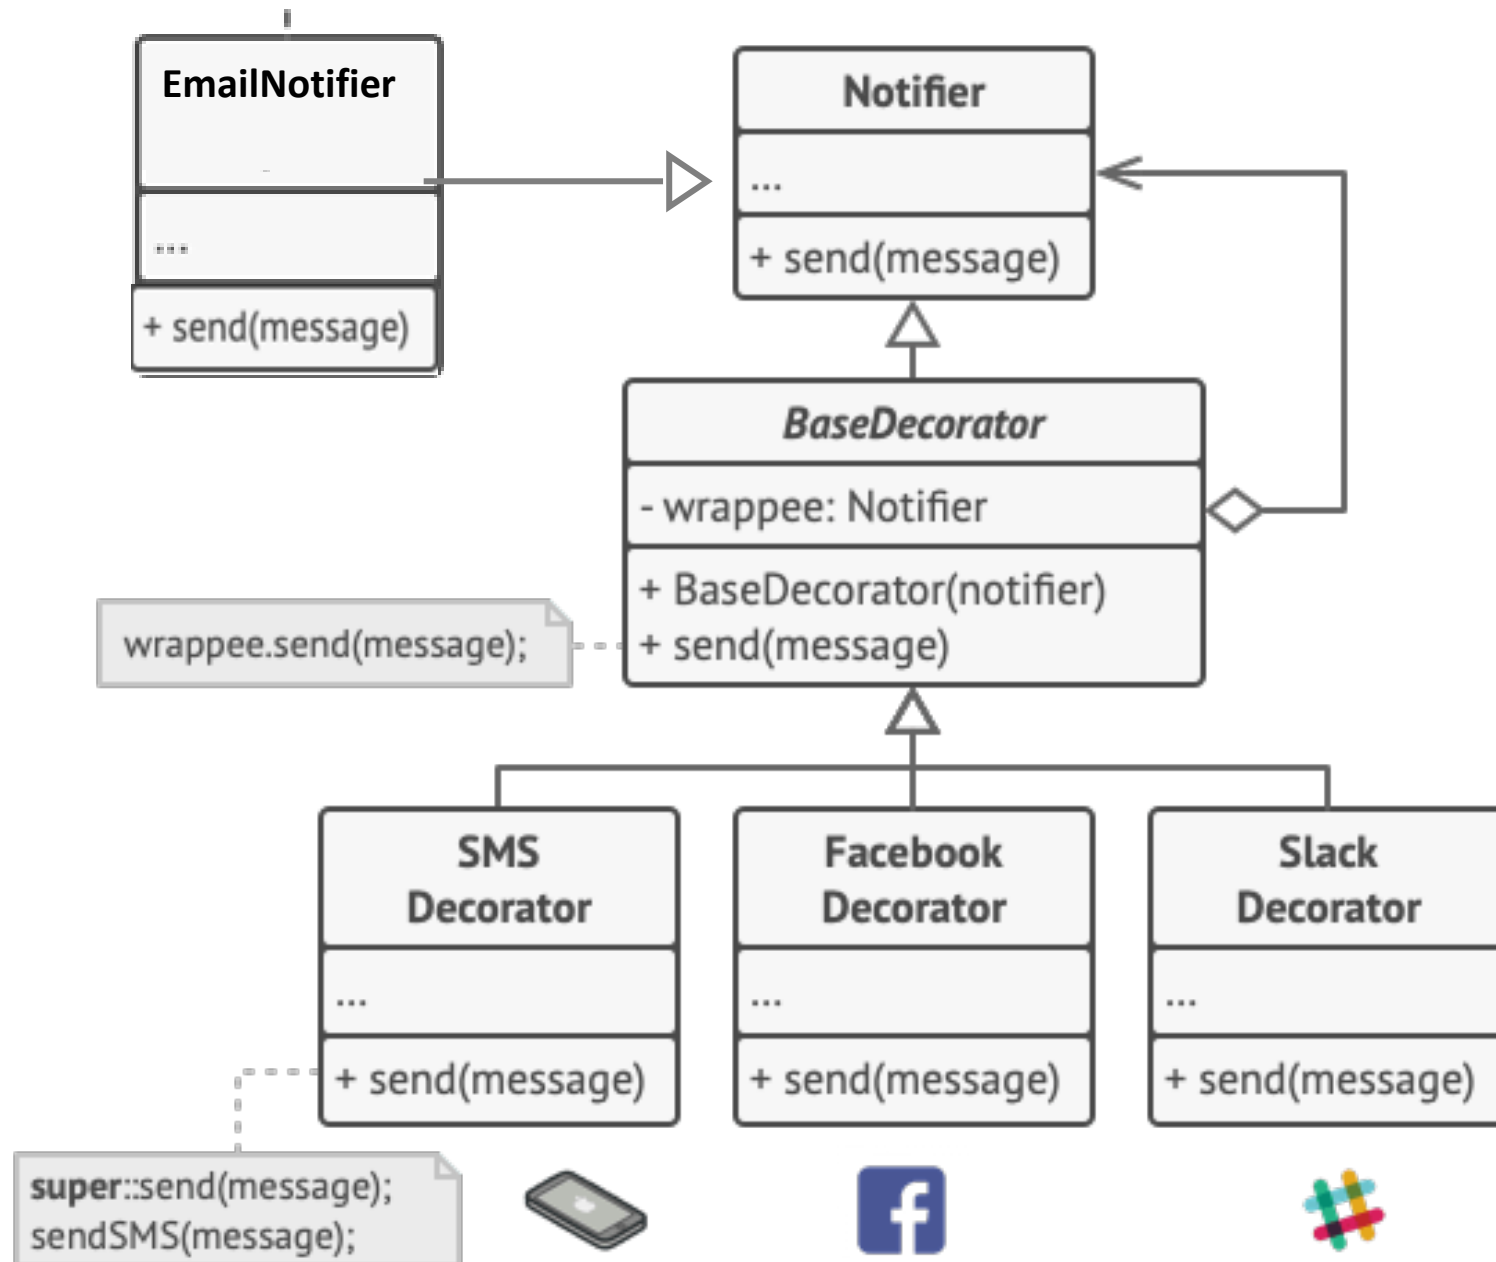 EmailNotifier
...
+ send(message)
Notifier
...
+ send(message)
BaseDecorator
- wrappee: Notifier
+ BaseDecorator(notifier)
+ send(message)
wrappee.send(message);
SMS
Decorator
...
+ send(message)
Facebook
Decorator
...
+ send(message)
Slack
Decorator
...
+ send(message)
super::send(message);
sendSMS(message);
f